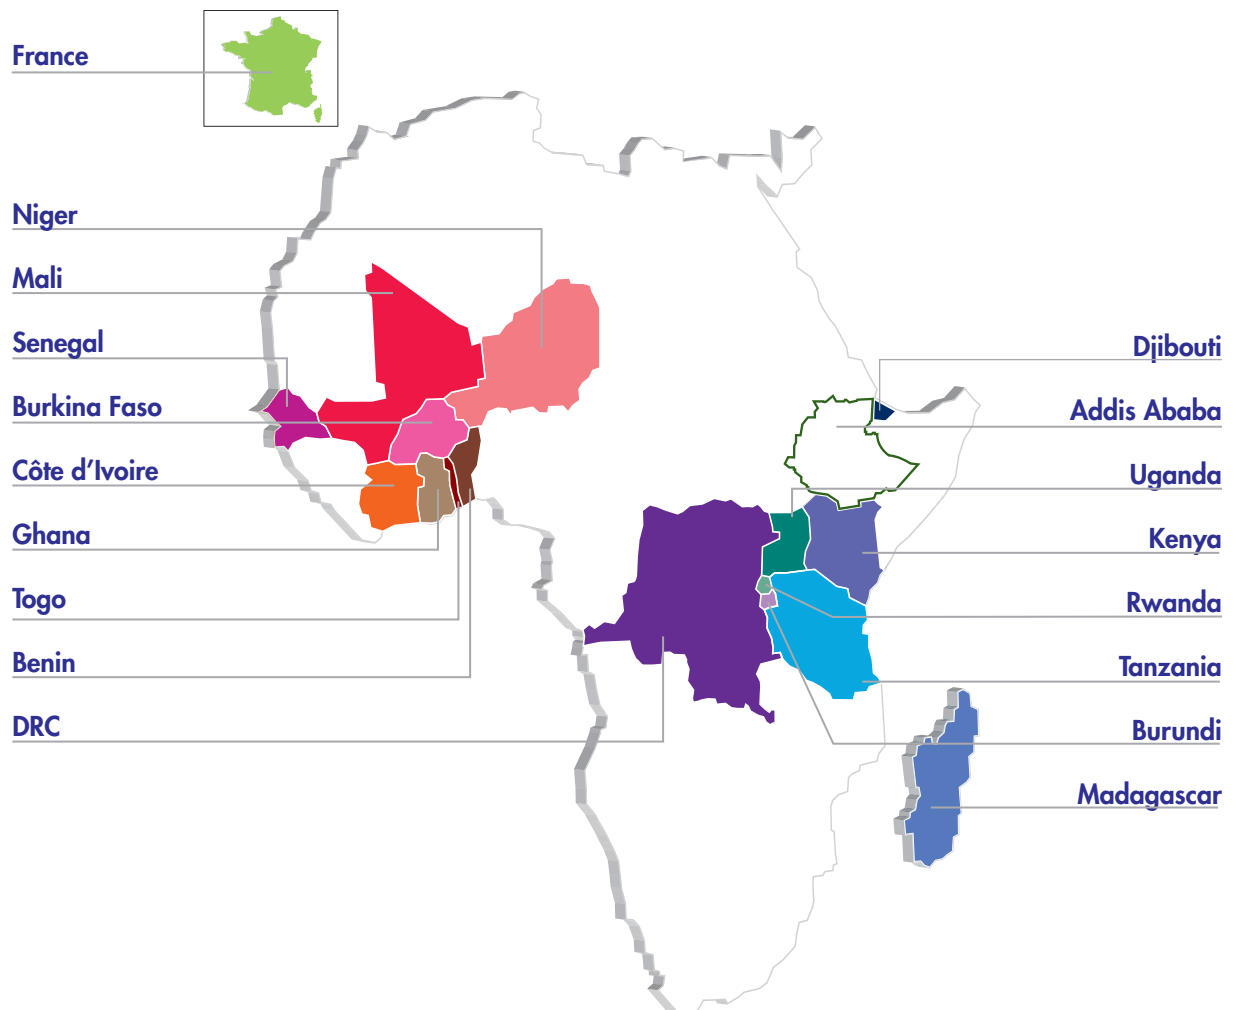 France
Niger
Mali
Senegal
Burkina Faso
Côte d’Ivoire
Ghana
Togo
Benin
DRC
Djibouti
Addis Ababa
Uganda
Kenya
Rwanda
Tanzania
Burundi
Madagascar